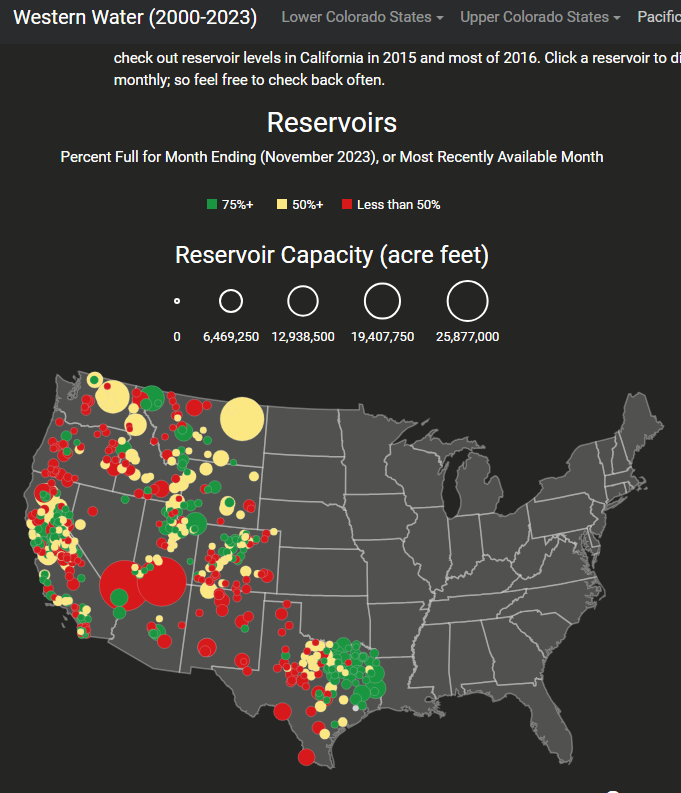 Western Water (2000-2023) Lower Colorado States Upper Colorado States Pacific
check out reservoir levels in California in 2015 and most of 2016. Click a reservoir to di
monthly; so feel free to check back often.
Reservoirs
Percent Full for Month Ending (November 2023), or Most Recently Available Month
75%+ 50%+ Less than 50%
Reservoir Capacity (acre feet)
0 6,469,250 12,938,500 19,407,750 25,877,000